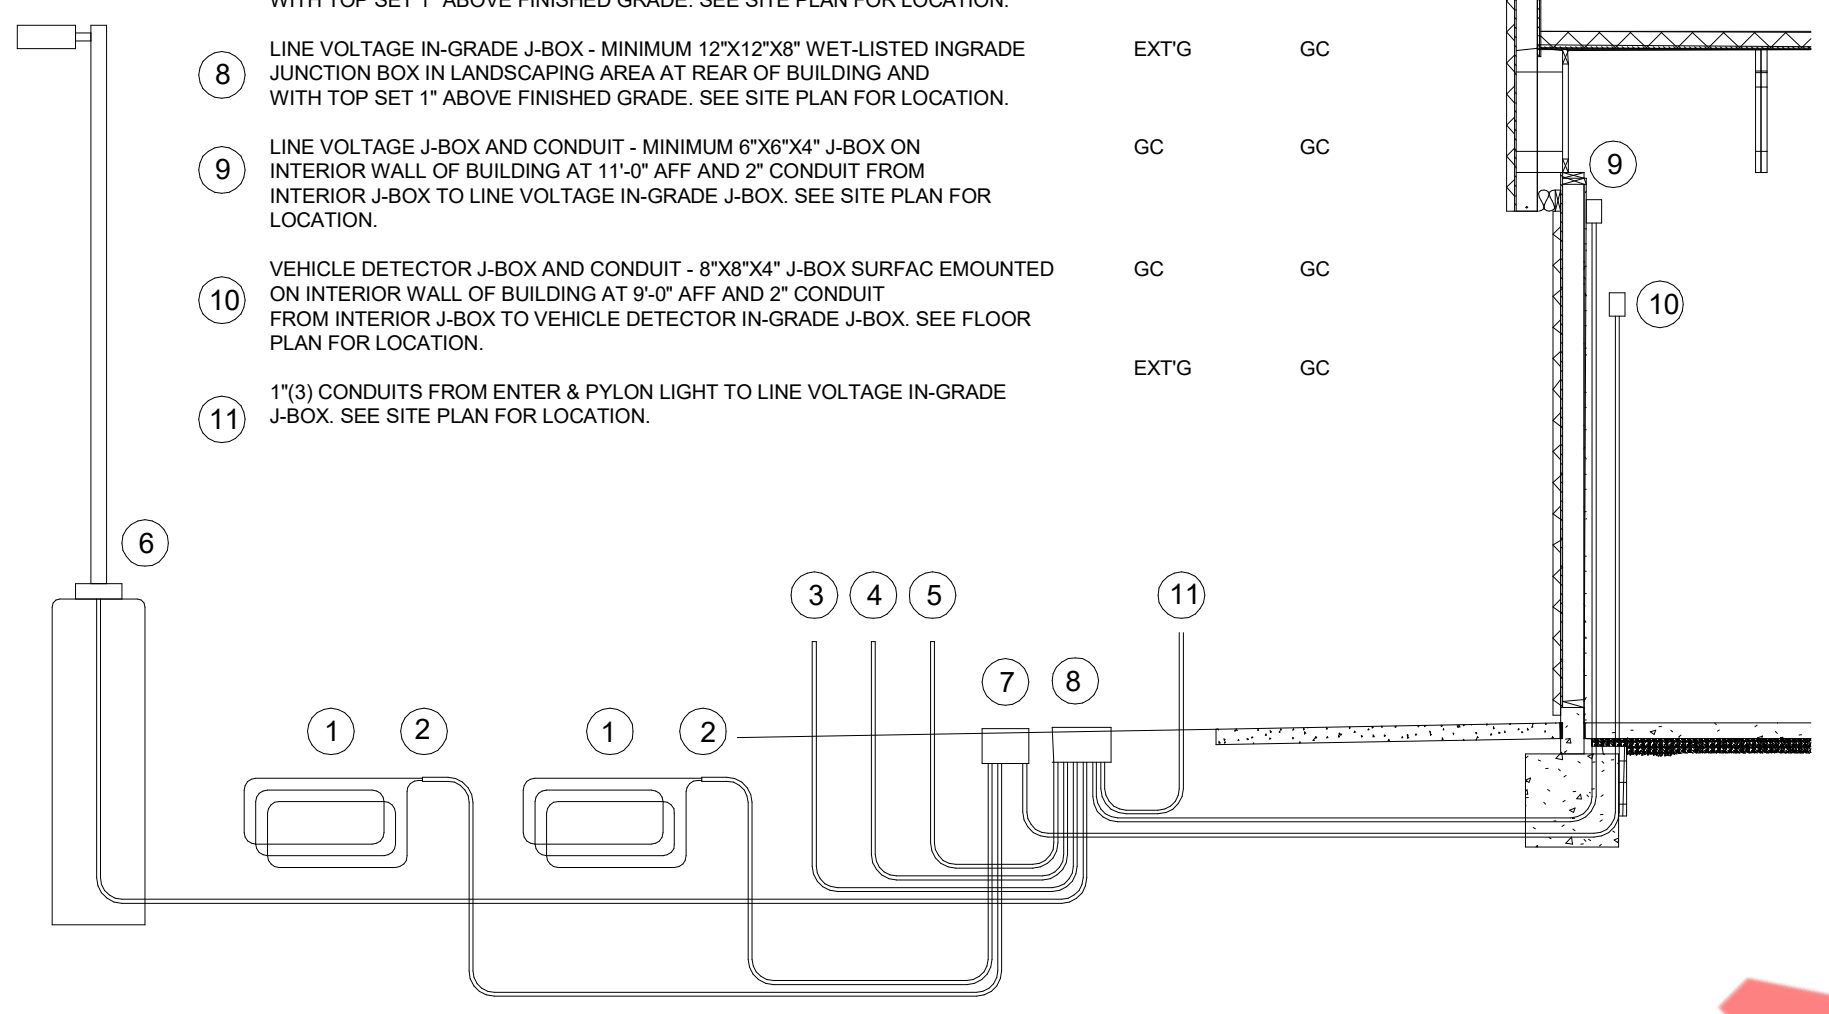 WITH TOP SET 1" ABOVE FINISHED GRADE. SEE SITE PLAN FOR LOCATION.
8 LINE VOLTAGE IN-GRADE J-BOX - MINIMUM 12"X12"X8" WET-LISTED INGRADE EXT'G GC
JUNCTION BOX IN LANDSCAPING AREA AT REAR OF BUILDING AND
WITH TOP SET 1" ABOVE FINISHED GRADE. SEE SITE PLAN FOR LOCATION.
9 LINE VOLTAGE J-BOX AND CONDUIT - MINIMUM 6"X6"X4" J-BOX ON GC GC
INTERIOR WALL OF BUILDING AT 11'-0" AFF AND 2" CONDUIT FROM
INTERIOR J-BOX TO LINE VOLTAGE IN-GRADE J-BOX. SEE SITE PLAN FOR
LOCATION.
10 VEHICLE DETECTOR J-BOX AND CONDUIT - 8"X8"X4" J-BOX SURFAC EMOUNTED GC GC
ON INTERIOR WALL OF BUILDING AT 9'-0" AFF AND 2" CONDUIT
FROM INTERIOR J-BOX TO VEHICLE DETECTOR IN-GRADE J-BOX. SEE FLOOR
PLAN FOR LOCATION.
EXT'G GC
11 1"(3) CONDUITS FROM ENTER & PYLON LIGHT TO LINE VOLTAGE IN-GRADE
J-BOX. SEE SITE PLAN FOR LOCATION.
9
10
6
3 4 5 11
7 8
1 2 1 2